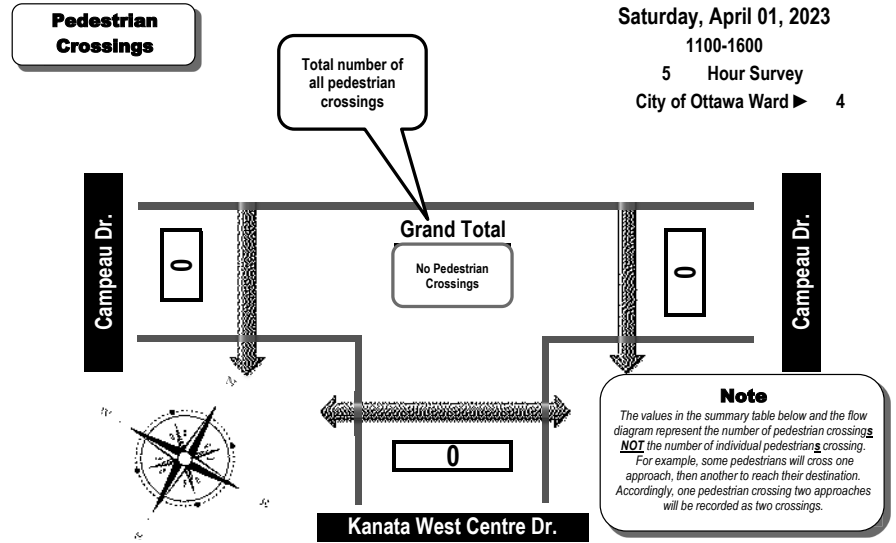 Pedestrian
Crossings
Saturday, April 01, 2023
1100-1600
5 Hour Survey
City of Ottawa Ward ► 4
Total number of
all pedestrian
crossings
Campeau Dr.
0
Grand Total
No Pedestrian
Crossings
0
Campeau Dr.
0
Kanata West Centre Dr.
Note
The values in the summary table below and the flow
diagram represent the number of pedestrian crossings
NOT the number of individual pedestrians crossing.
For example, some pedestrians will cross one
approach, then another to reach their destination.
Accordingly, one pedestrian crossing two approaches
will be recorded as two crossings.